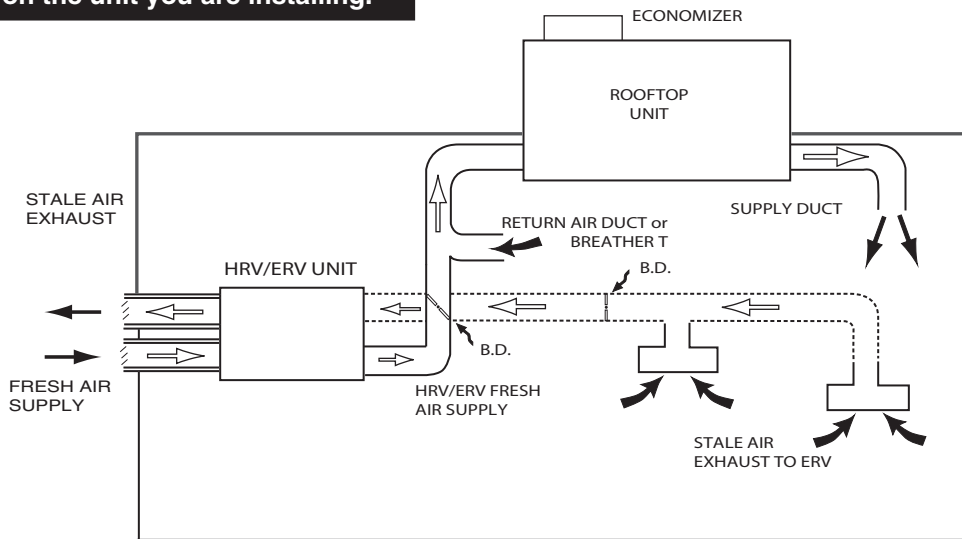 on the unit you are installing.
ECONOMIZER
ROOFTOP
UNIT
STALE AIR
EXHAUST
SUPPLY DUCT
RETURN AIR DUCT or
BREATHER T
HRV/ERV UNIT
B.D.
B.D.
FRESH AIR
SUPPLY
HRV/ERV FRESH
AIR SUPPLY
STALE AIR
EXHAUST TO ERV